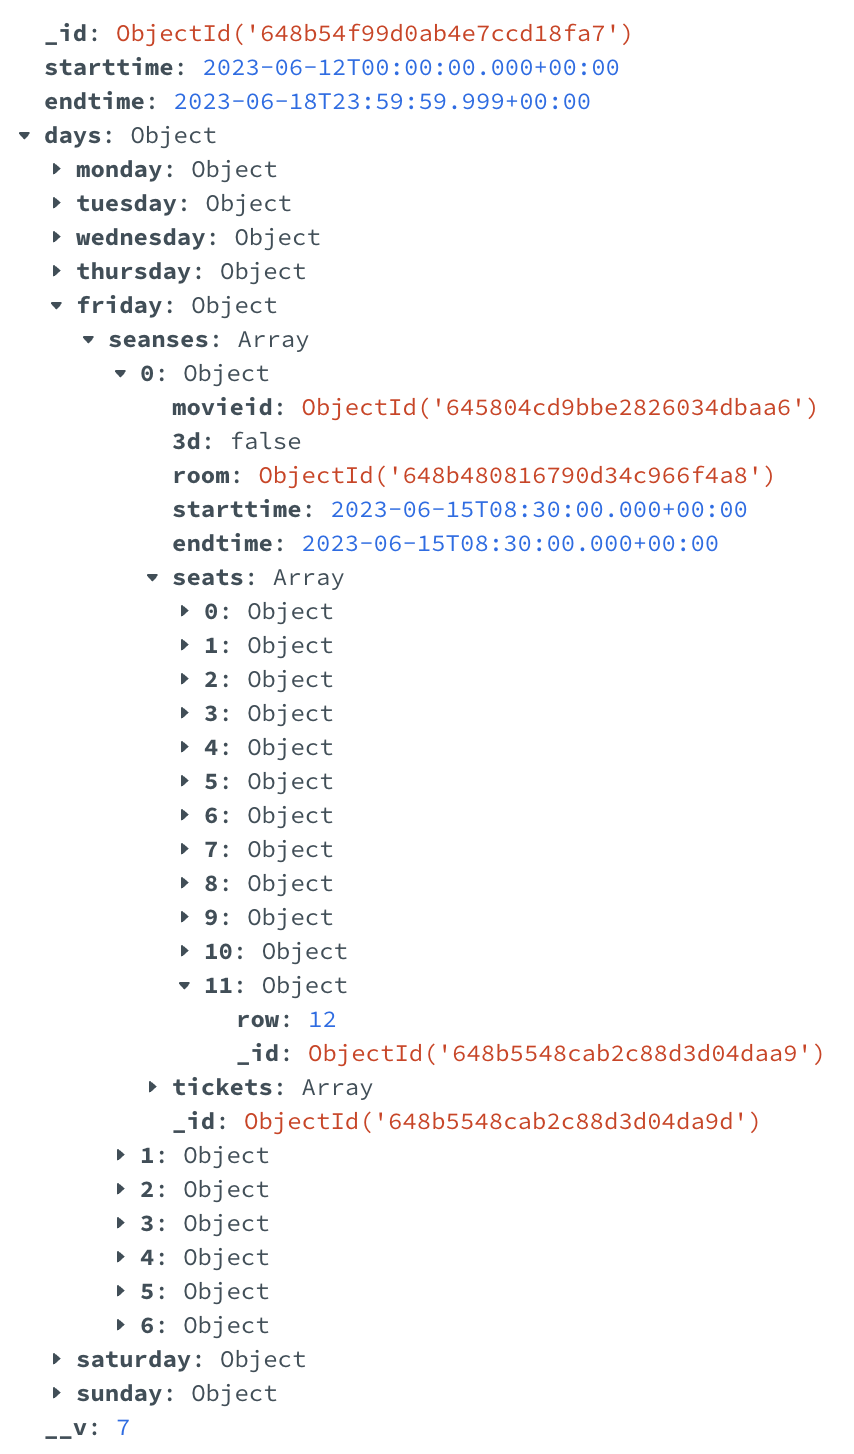 _id: ObjectId('648b54f99d0ab4e7ccd18fa7')
starttime: 2023-06-12T00:00:00.000+00:00
endtime: 2023-06-18T23:59:59.999+00:00
days: Object
monday: Object
tuesday: Object
wednesday: Object
thursday: Object
friday: Object
seanses: Array
0: Object
movieid: ObjectId('645804cd9bbe2826034dbaa6')
3d: false
room: ObjectId('648b480816790d34c966f4a8')
starttime: 2023-06-15T08:30:00.000+00:00
endtime: 2023-06-15T08:30:00.000+00:00
seats: Array
0: Object
1: Object
2: Object
3: Object
4: Object
5: Object
6: Object
7: Object
8: Object
9: Object
10: Object
11: Object
row: 12
_id: ObjectId('648b5548cab2c88d3d04daa9')
tickets: Array
_id: ObjectId('648b5548cab2c88d3d04da9d')
1: Object
2: Object
3: Object
4: Object
5: Object
6: Object
saturday: Object
sunday: Object
__v: 7